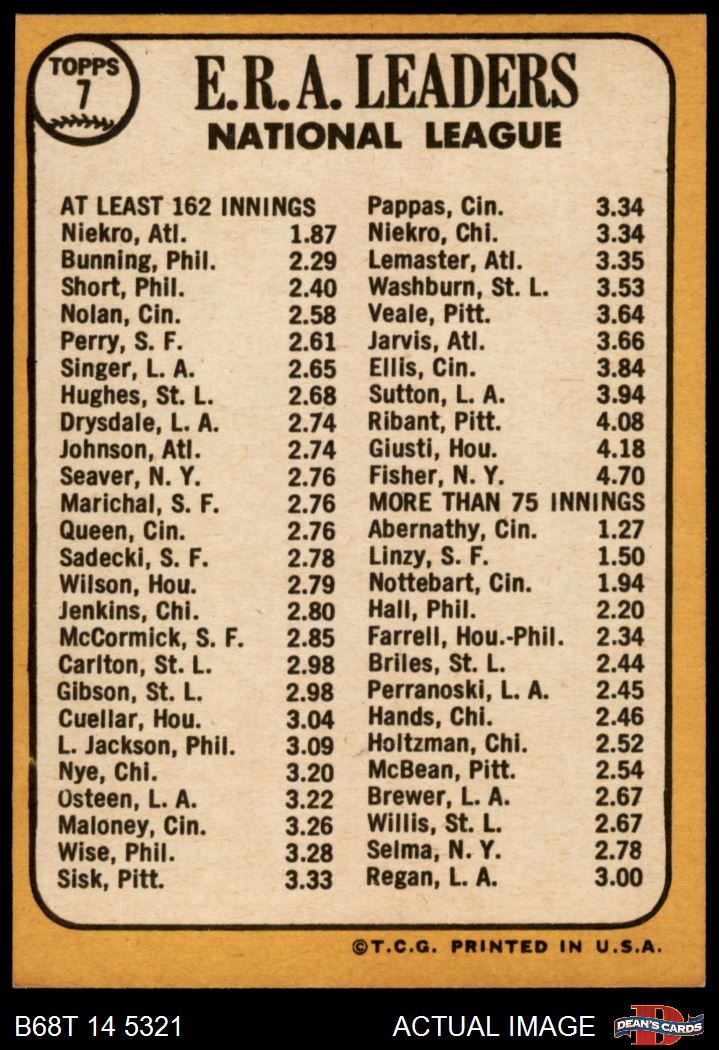 TOPPS
7
E.R.A. LEADERS
NATIONAL LEAGUE
AT LEAST 162 INNINGS
Niekro, Atl. 1.87
Bunning, Phil. 2.29
Short, Phil. 2.40
Nolan, Cin. 2.58
Perry, S. F. 2.61
Singer, L. A. 2.65
Hughes, St. L. 2.68
Drysdale, L. A. 2.74
Johnson, Atl. 2.74
Seaver, N. Y. 2.76
Marichal, S. F. 2.76
Queen, Cin. 2.76
Sadecki, S. F. 2.78
Wilson, Hou. 2.79
Jenkins, Chi. 2.80
McCormick, S. F. 2.85
Carlton, St. L. 2.98
Gibson, St. L. 2.98
Cuellar, Hou. 3.04
L. Jackson, Phil. 3.09
Nye, Chi. 3.20
Osteen, L. A. 3.22
Maloney, Cin. 3.26
Wise, Phil. 3.28
Sisk, Pitt. 3.33
Pappas, Cin. 3.34
Niekro, Chi. 3.34
Lemaster, Atl. 3.35
Washburn, St. L. 3.53
Veale, Pitt. 3.64
Jarvis, Atl. 3.66
Ellis, Cin. 3.84
Sutton, L. A. 3.94
Ribant, Pitt. 4.08
Giusti, Hou. 4.18
Fisher, N. Y. 4.70
MORE THAN 75 INNINGS
Abernathy, Cin. 1.27
Linzy, S. F. 1.50
Nottebart, Cin. 1.94
Hall, Phil. 2.20
Farrell, Hou.-Phil. 2.34
Briles, St. L. 2.44
Perranoski, L. A. 2.45
Hands, Chi. 2.46
Holtzman, Chi. 2.52
McBean, Pitt. 2.54
Brewer, L. A. 2.67
Willis, St. L. 2.67
Selma, N. Y. 2.78
Regan, L. A. 3.00
©T.C.G. PRINTED IN U.S.A.
B68T 14 5321 ACTUAL IMAGE
D
DEAN'S CARDS